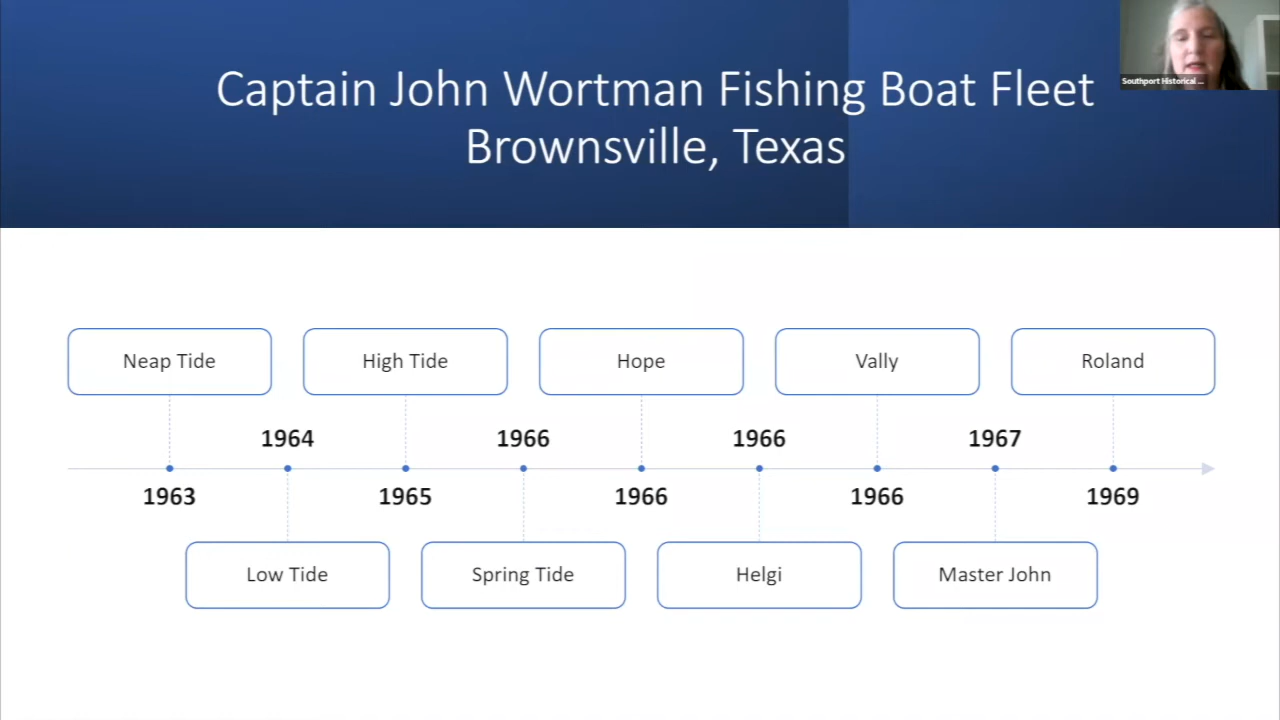 Captain John Wortman Fishing Boat Fleet
Brownsville, Texas
Southport Historical ...
Neap Tide
High Tide
Hope
Vally
Roland
1964
1966
1966
1967
1963
1965
1966
1966
1969
Low Tide
Spring Tide
Helgi
Master John